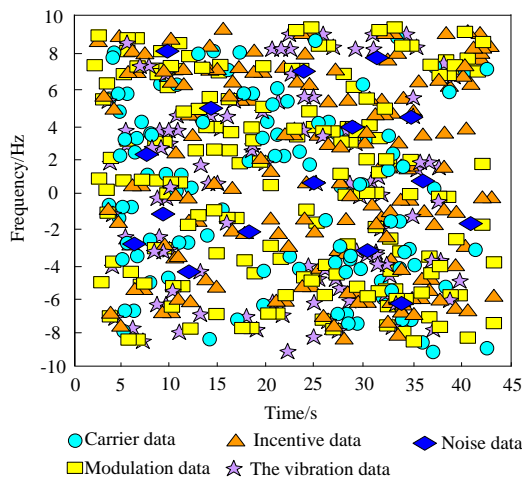 10
8
6
4
2
0
-2
-4
-6
-8
-10
Frequency/Hz
0 5 10 15 20 25 30 35 40 45
Time/s
Carrier data Incentive data Noise data
Modulation data The vibration data